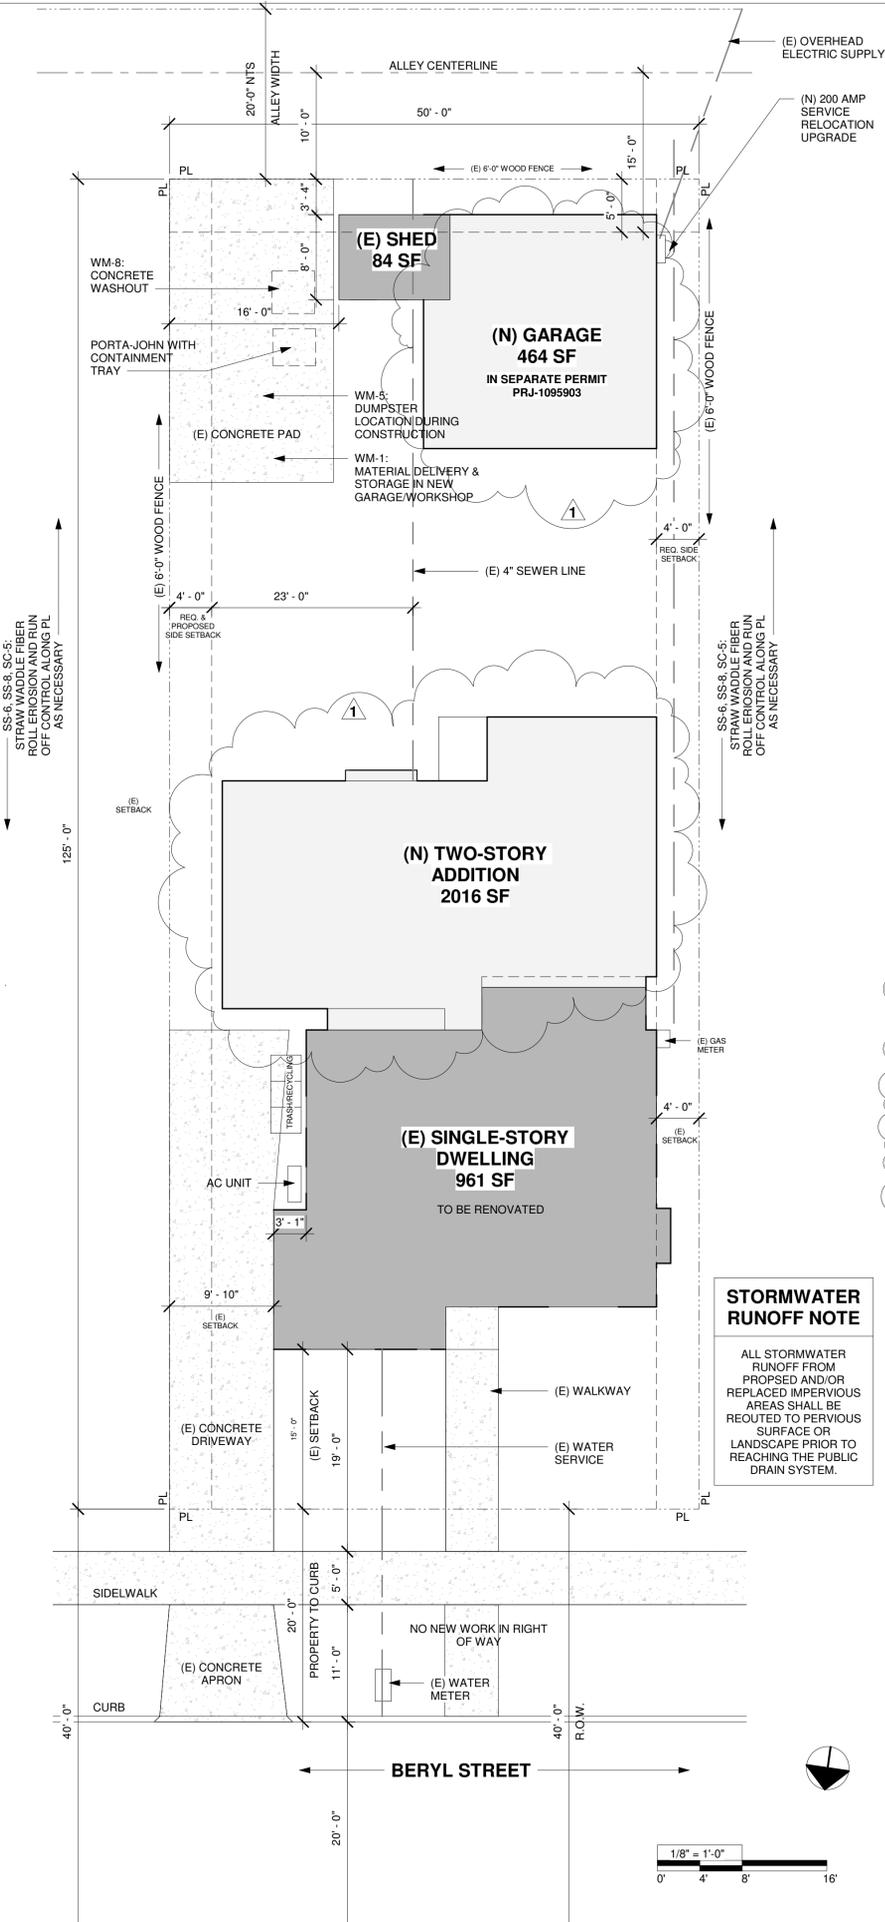 (E) OVERHEAD
ELECTRIC SUPPLY
ALLEY CENTERLINE
20'-0" NTS
ALLEY WIDTH
(N) 200 AMP
SERVICE
RELOCATION
UPGRADE
50' - 0"
10' - 0"
15' - 0"
PL
(E) 6'-0" WOOD FENCE
PL
PL
PL
3' - 4"
5' - 0"
(E) SHED
84 SF
8' - 0"
WM-8:
CONCRETE
WASHOUT
16' - 0"
(N) GARAGE
464 SF
IN SEPARATE PERMIT
PRJ-1095903
PORTA-JOHN WITH
CONTAINMENT
TRAY
(E) 6'-0" WOOD FENCE
WM-5:
DUMPSTER
LOCATION DURING
CONSTRUCTION
(E) CONCRETE PAD
WM-1:
MATERIAL DELIVERY &
STORAGE IN NEW
GARAGE/WORKSHOP
1
4' - 0"
REQ. SIDE
SETBACK
(E) 6'-0" WOOD FENCE
(E) 4" SEWER LINE
4' - 0"
23' - 0"
REQ. &
PROPOSED
SIDE SETBACK
SS-6, SS-8, SC-5:
STRAW WADDLE FIBER
ROLL EROSION AND RUN
OFF CONTROL ALONG PL
AS NECESSARY
SS-6, SS-8, SC-5:
STRAW WADDLE FIBER
ROLL EROSION AND RUN
OFF CONTROL ALONG PL
AS NECESSARY
1
(E)
SETBACK
125' - 0"
(N) TWO-STORY
ADDITION
2016 SF
(E) GAS
METER
TRASH/RECYCLING
4' - 0"
(E)
SETBACK
(E) SINGLE-STORY
DWELLING
961 SF
TO BE RENOVATED
AC UNIT
3' - 1"
9' - 10"
(E)
SETBACK
STORMWATER
RUNOFF NOTE
ALL STORMWATER
RUNOFF FROM
PROPSED AND/OR
REPLACED IMPERVIOUS
AREAS SHALL BE
REOUTED TO PERVIOUS
SURFACE OR
LANDSCAPE PRIOR TO
REACHING THE PUBLIC
DRAIN SYSTEM.
(E) WALKWAY
(E) CONCRETE
DRIVEWAY
15' - 0"
(E) SETBACK
19' - 0"
(E) WATER
SERVICE
PL
PL
PL
PL
SIDELWALK
5' - 0"
20' - 0"
PROPERTY TO CURB
NO NEW WORK IN RIGHT
OF WAY
11' - 0"
(E) CONCRETE
APRON
(E) WATER
METER
CURB
40' - 0"
40' - 0"
R.O.W.
BERYL STREET
20' - 0"
1/8" = 1'-0"
0'
4'
8'
16'